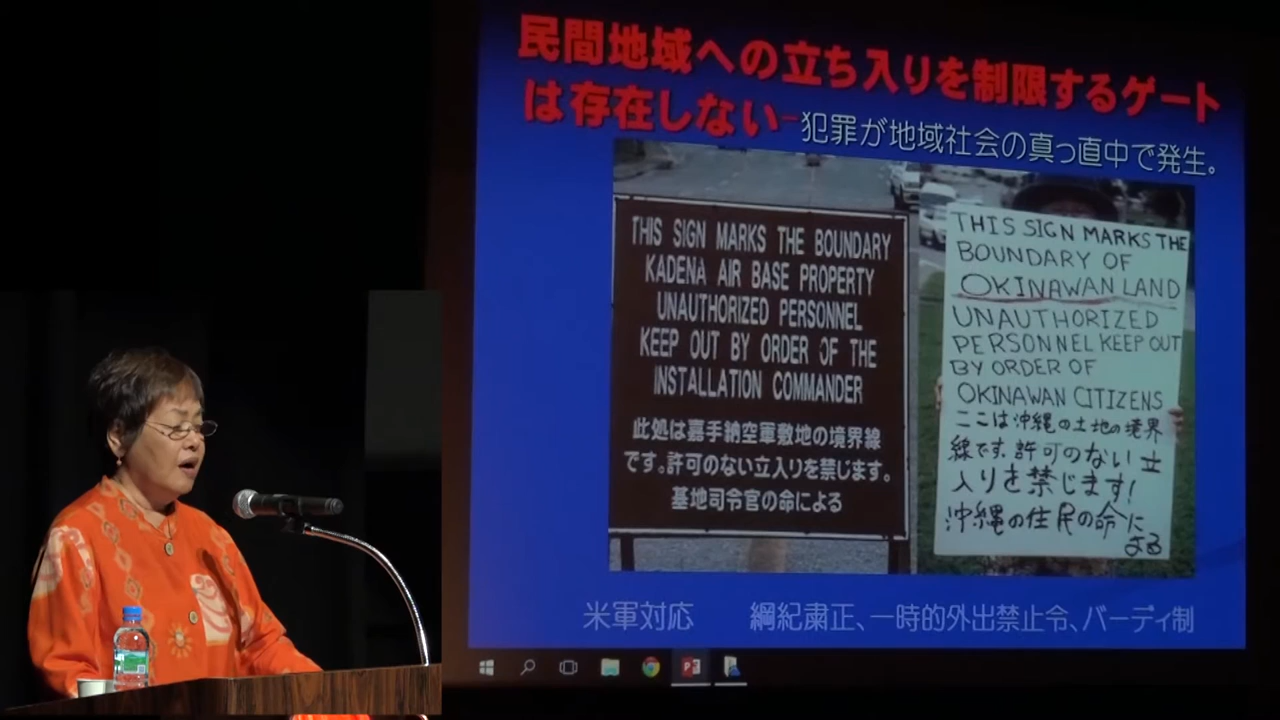 民間地域への立ち入りを制限するゲート
は存在しない-犯罪が地域社会の真っ直中で発生。
THIS SIGN MARKS THE BOUNDARY
KADENA AIR BASE PROPERTY
UNAUTHORIZED PERSONNEL
KEEP OUT BY ORDER OF THE
INSTALLATION COMMANDER
此処は嘉手納空軍敷地の境界線
です。許可のない立入りを禁じます。
基地司令官の命による
THIS SIGN MARKS THE
BOUNDARY OF
OKINAWAN LAND
UNAUTHORIZED
PERSONNEL KEEP OUT
BY ORDER OF
OKINAWAN CITIZENS
ここは沖縄の土地の境界
線です。許可のない立
入りを禁じます!
沖縄の住民の命に
よる
米軍対応 綱紀粛正、一時的外出禁止令、バーディ制